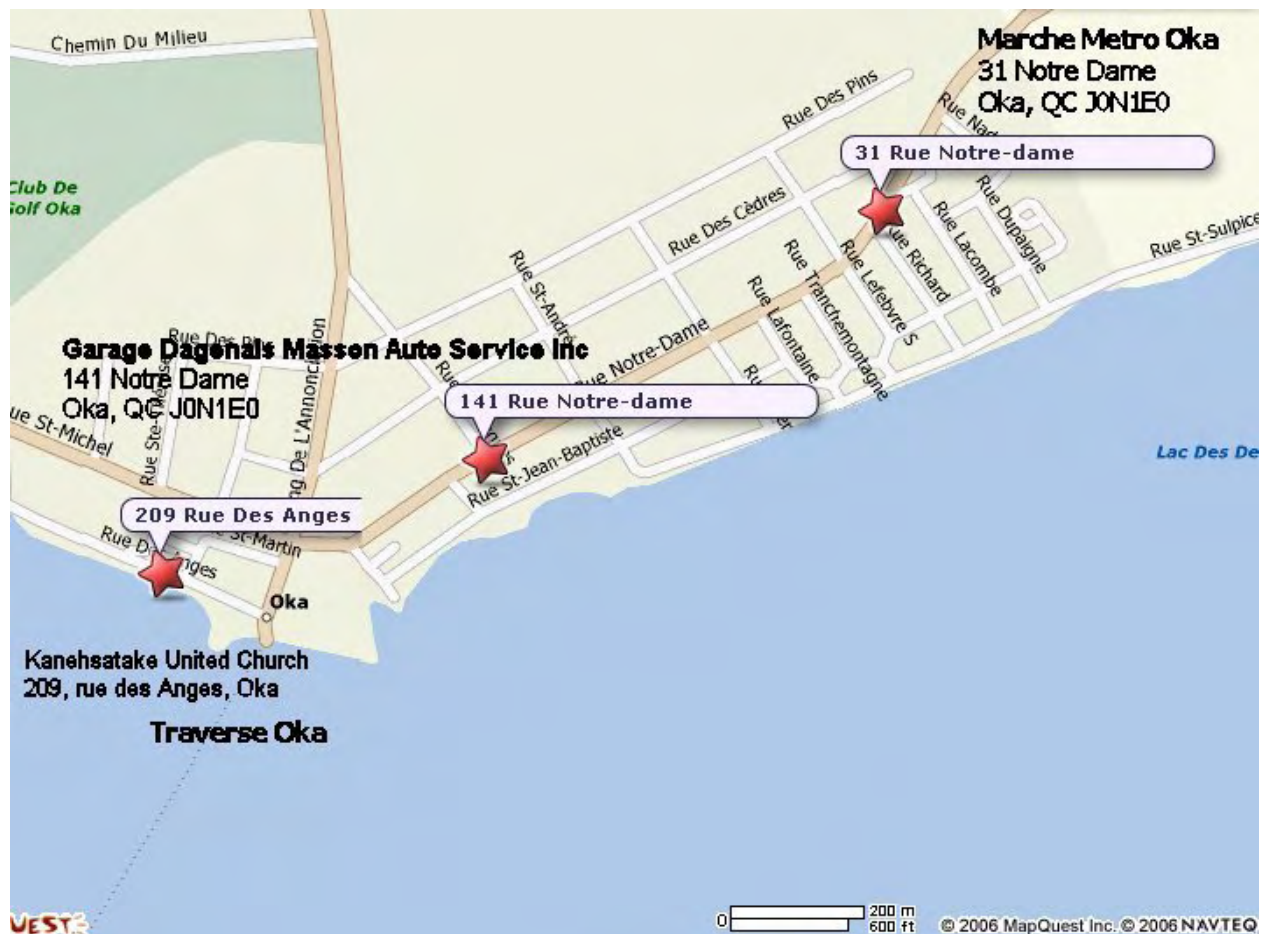 Chemin Du Milieu
Marche Metro Oka
31 Notre Dame
Oka, QC J0N1E0
Rue Des Pins
31 Rue Notre-dame
Club De
Golf Oka
Rue Des Cèdres
Rue Dupaigne
Rue Lacombe
Rue Richard
Rue St-Sulpice
Rue St-André
Rue Tranchemontagne
Rue Lefebvre S
Rue Lafontaine
Rue Notre-Dame
Garage Dagenais Masson Auto Service Inc
141 Notre Dame
Oka, QC J0N1E0
De L'Annonciation
141 Rue Notre-dame
Rue St-Michel
Rue St-Jean-Baptiste
Lac Des De
209 Rue Des Anges
St-Martin
Oka
Kanehsatake United Church
209, rue des Anges, Oka
Traverse Oka
0
200 m
600 ft
© 2006 MapQuest Inc. © 2006 NAVTEQ